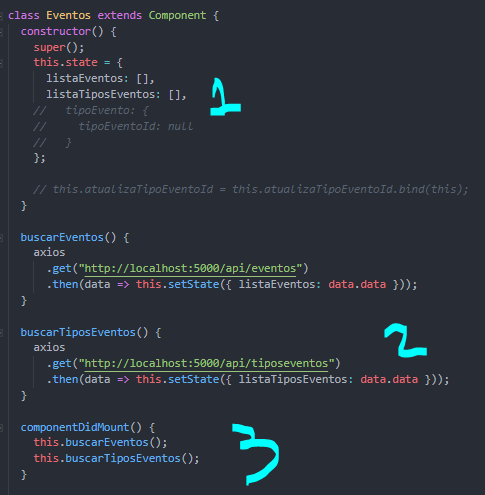 class Eventos extends Component {
constructor() {
super();
this.state = {
listaEventos: [],
listaTiposEventos: [],
// tipoEvento: {
// tipoEventoId: null
// }
};
// this.atualizaTipoEventoId = this.atualizaTipoEventoId.bind(this);
}
1
buscarEventos() {
axios
.get("http://localhost:5000/api/eventos")
.then(data => this.setState({ listaEventos: data.data }));
}
buscarTiposEventos() {
axios
.get("http://localhost:5000/api/tiposeventos")
.then(data => this.setState({ listaTiposEventos: data.data }));
}
2
componentDidMount() {
this.buscarEventos();
this.buscarTiposEventos();
}
3